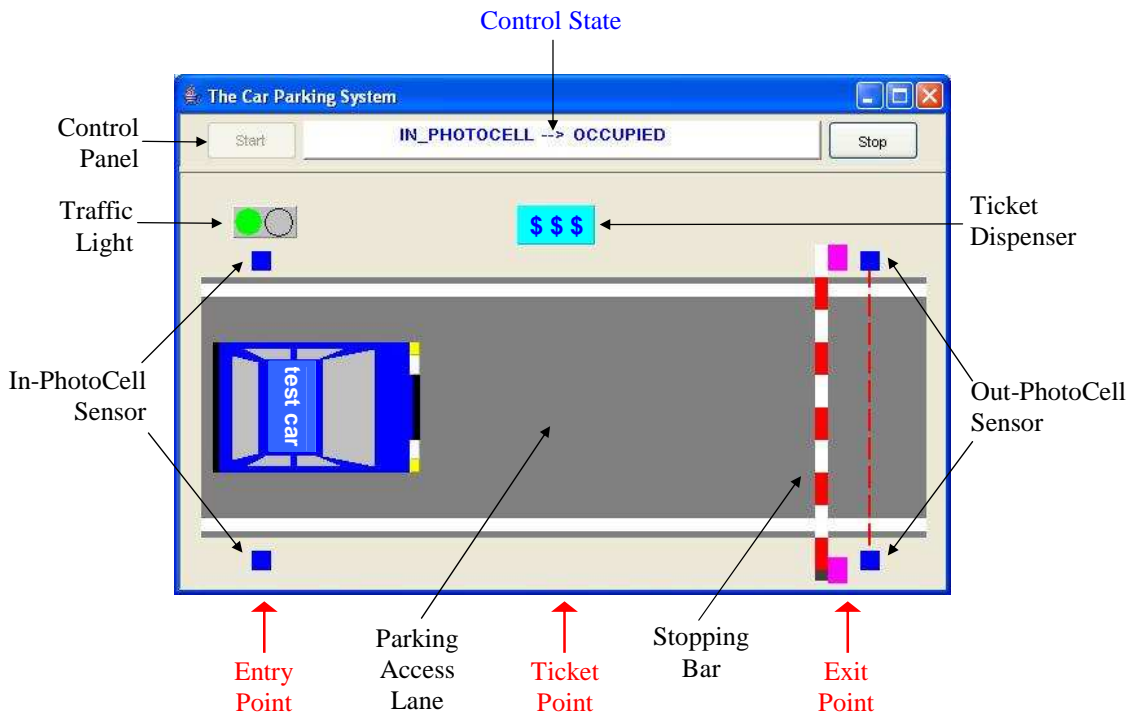 Control State
The Car Parking System
Control
Panel
Start
IN_PHOTOCELL --> OCCUPIED
Stop
Traffic
Light
$ $ $
Ticket
Dispenser
In-PhotoCell
Sensor
test car
Out-PhotoCell
Sensor
Entry
Point
Parking
Access
Lane
Ticket
Point
Stopping
Bar
Exit
Point